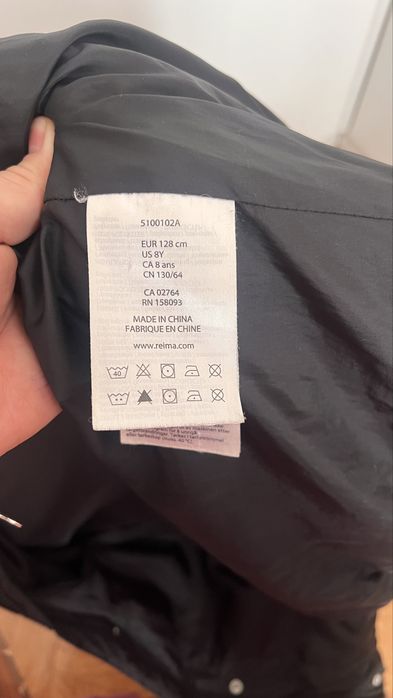 5100102A
EUR 128 cm
US 8Y
CA 8 ans
CN 130/64
CA 02764
RN 158093
MADE IN CHINA
FABRIQUE EN CHINE
www.reima.com
40